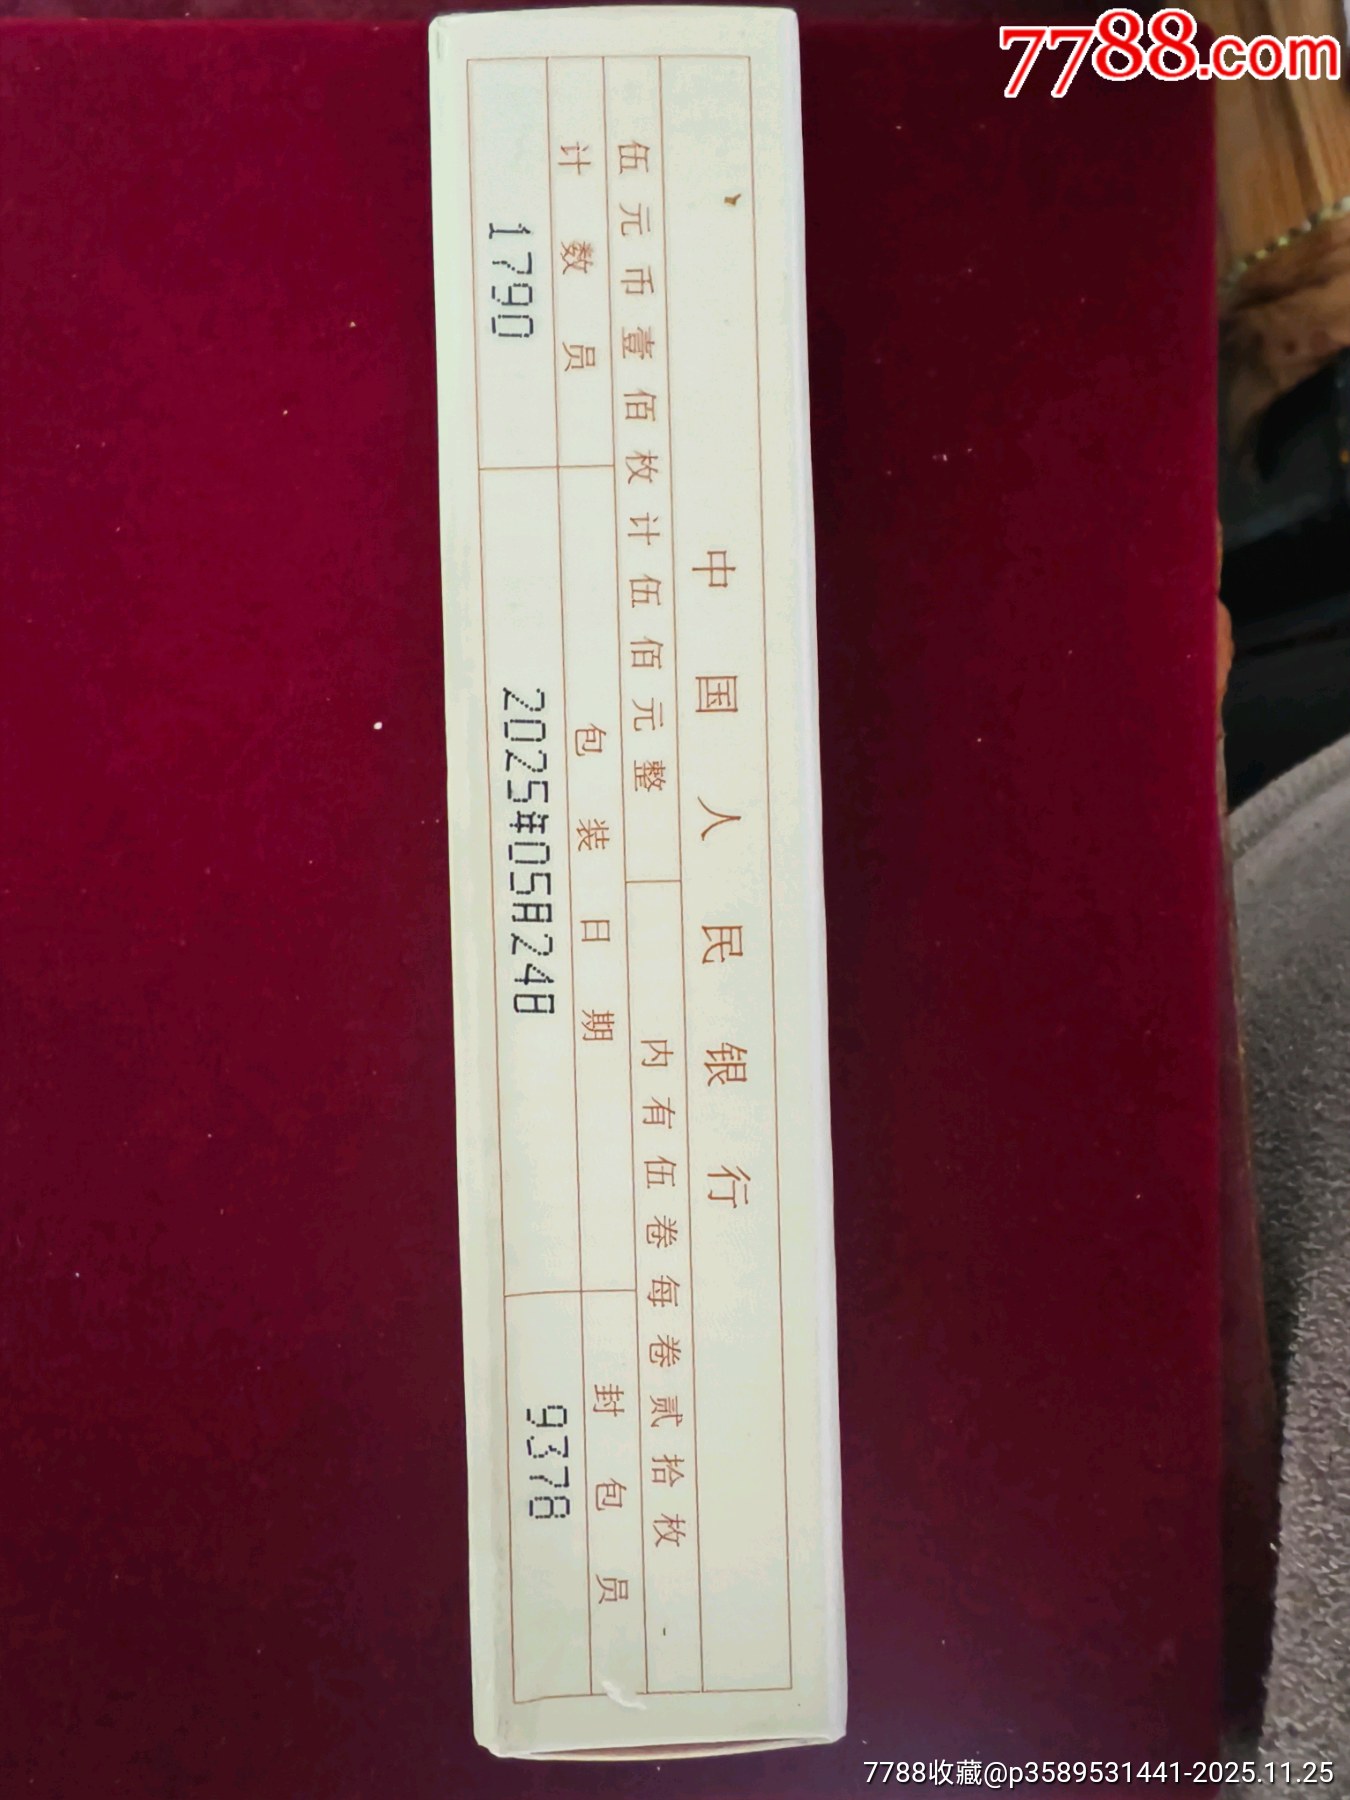 7788.com
中国人民银行
伍元币壹佰枚计伍佰元整 内有伍卷每卷贰拾枚
计数员 包装日期 封包员
1790 2025年05月24日 9378
7788收藏@p3589531441-2025.11.25